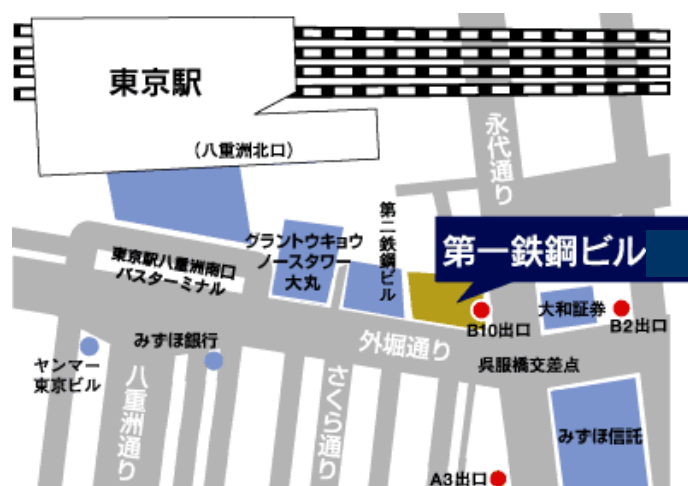 東京駅
(八重洲北口)
永代通り
第二鉄鋼ビル
グラントウキョウ
ノースタワー
大丸
第一鉄鋼ビル
東京駅八重洲南口
バスターミナル
大和証券
B10出口
B2出口
みずほ銀行
外堀通り
呉服橋交差点
ヤンマー
東京ビル
八重洲通り
さくら通り
みずほ信託
A3出口